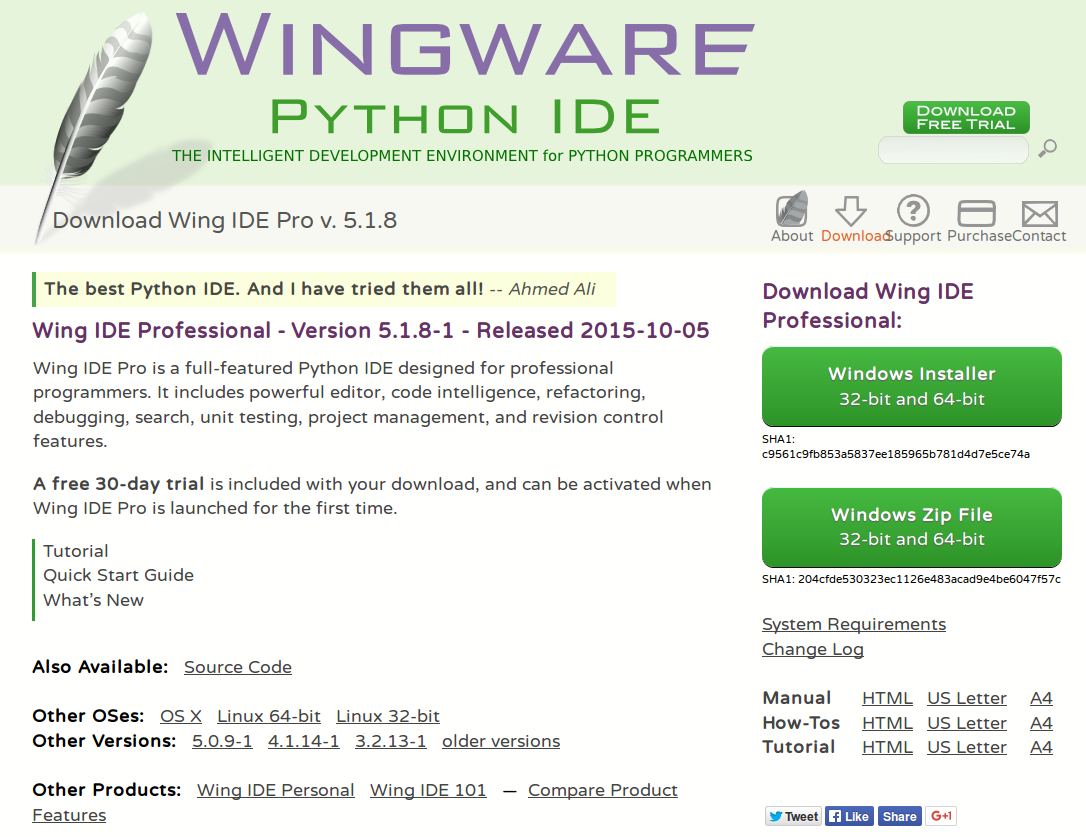 WINGWARE
PYTHON IDE
THE INTELLIGENT DEVELOPMENT ENVIRONMENT for PYTHON PROGRAMMERS
DOWNLOAD
FREE TRIAL
Download Wing IDE Pro v. 5.1.8
About Download Support Purchase Contact
The best Python IDE. And I have tried them all! -- Ahmed Ali
Wing IDE Professional - Version 5.1.8-1 - Released 2015-10-05
Wing IDE Pro is a full-featured Python IDE designed for professional
programmers. It includes powerful editor, code intelligence, refactoring,
debugging, search, unit testing, project management, and revision control
features.
A free 30-day trial is included with your download, and can be activated when
Wing IDE Pro is launched for the first time.
Tutorial
Quick Start Guide
What's New
Also Available: Source Code
Other OSes: OS X Linux 64-bit Linux 32-bit
Other Versions: 5.0.9-1 4.1.14-1 3.2.13-1 older versions
Other Products: Wing IDE Personal Wing IDE 101 — Compare Product
Features
Download Wing IDE
Professional:
Windows Installer
32-bit and 64-bit
SHA1:
c9561c9fb853a5837ee185965b781d4d7e5ce74a
Windows Zip File
32-bit and 64-bit
SHA1: 204cfde530323ec1126e483acad9e4be6047f57c
System Requirements
Change Log
Manual HTML US Letter A4
How-Tos HTML US Letter A4
Tutorial HTML US Letter A4
Tweet Like Share G+1